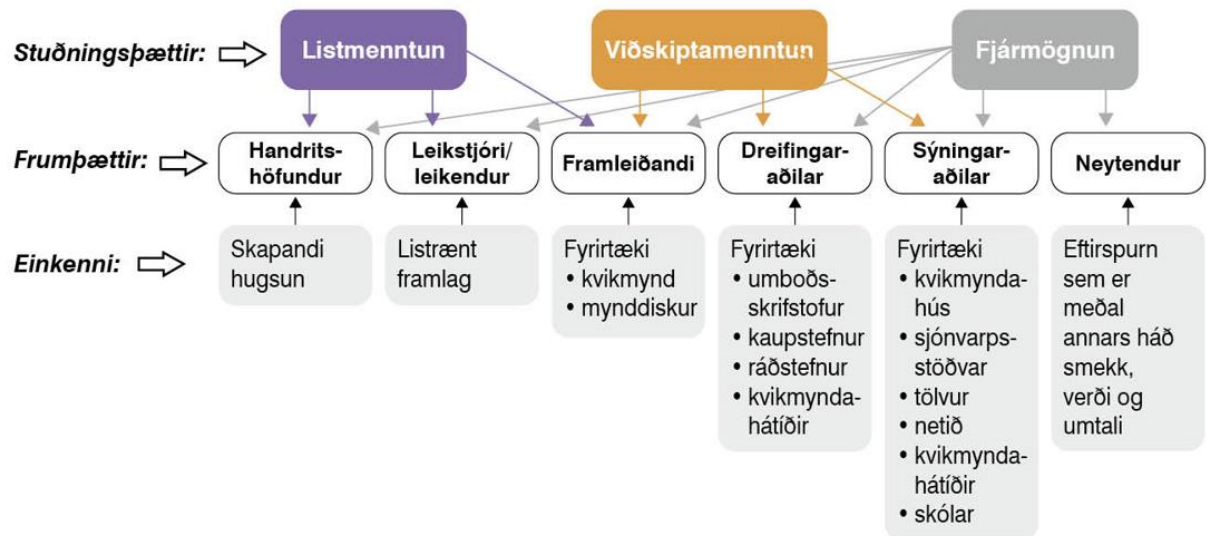 Stuðningsþættir:
Listmenntun
Viðskiptamenntun
Fjármögnun
Frumþættir:
Handrits-
höfundur
Leikstjóri/
leikendur
Framleiðandi
Dreifingar-
aðilar
Sýningar-
aðilar
Neytendur
Einkenni:
Skapandi
hugsun
Listrænt
framlag
Fyrirtæki
• kvikmynd
• mynddiskur
Fyrirtæki
• umboðs-
skrifstofur
• kaupstefnur
• ráðstefnur
• kvikmynda-
hátíðir
Fyrirtæki
• kvikmynda-
hús
• sjónvarps-
stöðvar
• tölvur
• netið
• kvikmynda-
hátíðir
• skólar
Eftirspurn
sem er
meðal
annars háð
smekk,
verði og
umtali